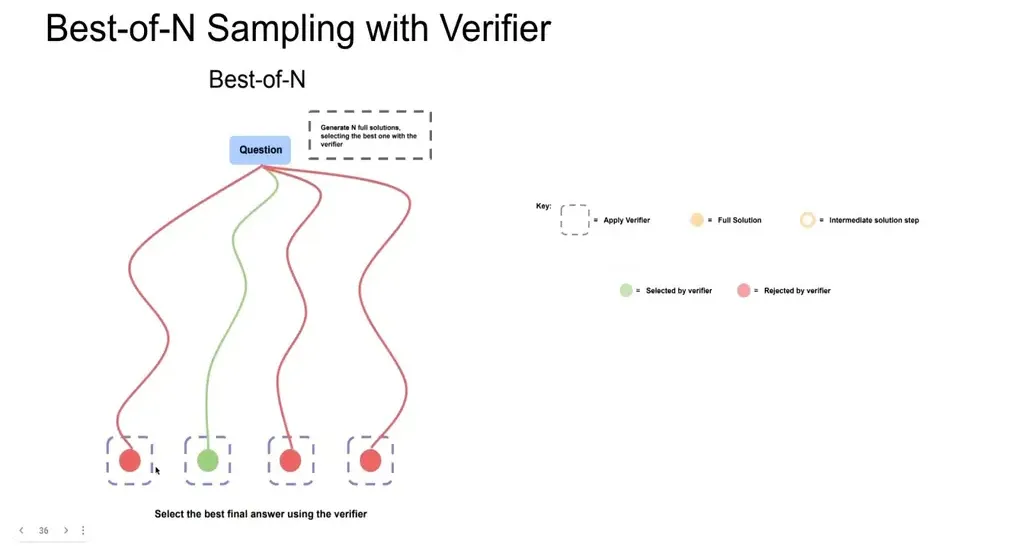 Best-of-N Sampling with Verifier
Best-of-N
Generate N full solutions,
selecting the best one with the
verifier
Question
Key:
= Apply Verifier
= Full Solution
= Intermediate solution step
= Selected by verifier
= Rejected by verifier
Select the best final answer using the verifier
36